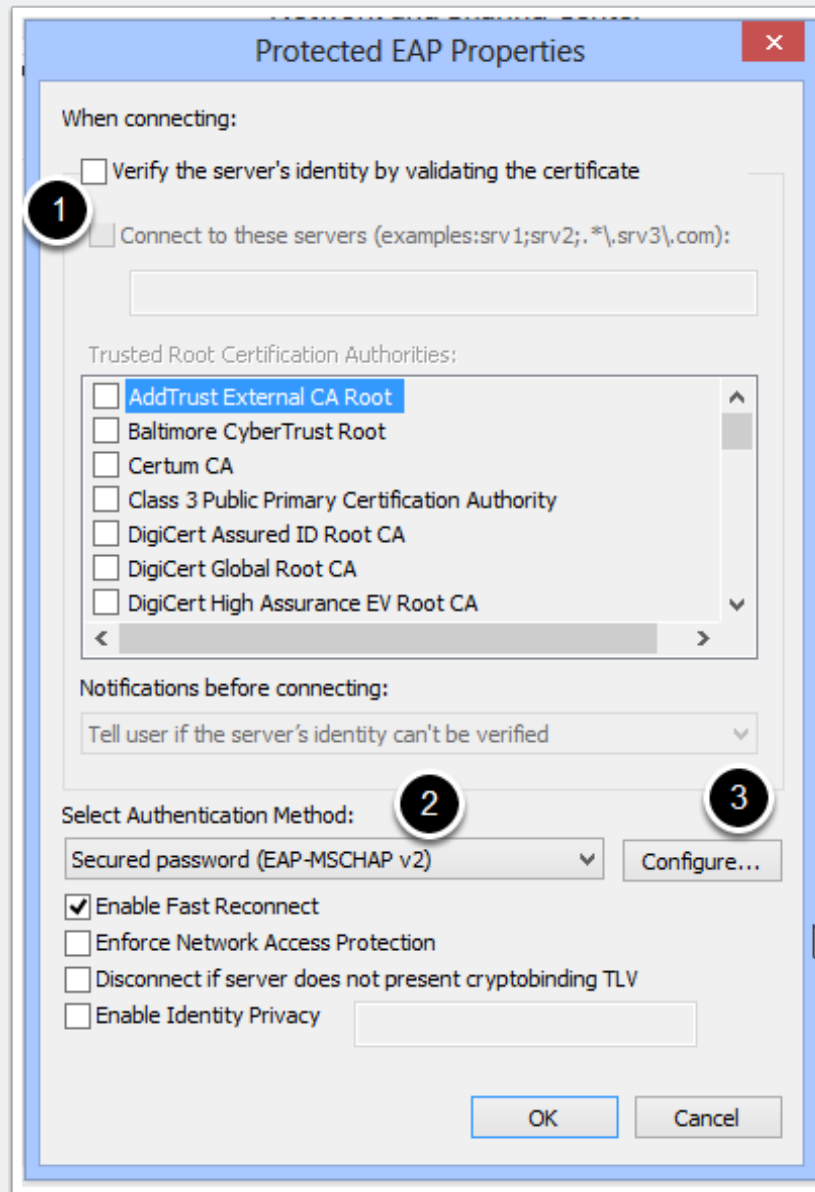 Network and Sharing Center
Protected EAP Properties
When connecting:
Verify the server's identity by validating the certificate
1
Connect to these servers (examples:srv1;srv2;.*\.srv3\.com):
Trusted Root Certification Authorities:
AddTrust External CA Root
Baltimore CyberTrust Root
Certum CA
Class 3 Public Primary Certification Authority
DigiCert Assured ID Root CA
DigiCert Global Root CA
DigiCert High Assurance EV Root CA
Notifications before connecting:
Tell user if the server’s identity can't be verified
2
3
Select Authentication Method:
Secured password (EAP-MSCHAP v2)
Configure...
Enable Fast Reconnect
Enforce Network Access Protection
Disconnect if server does not present cryptobinding TLV
Enable Identity Privacy
OK
Cancel